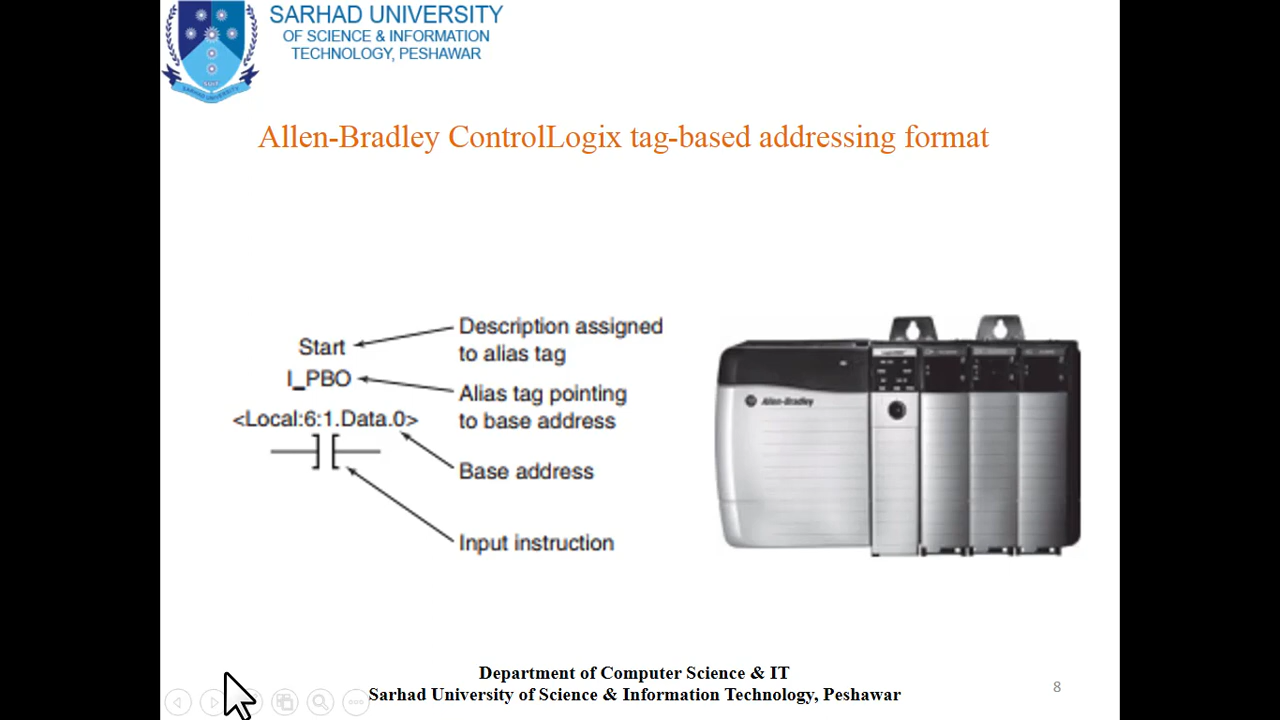 SARHAD UNIVERSITY
OF SCIENCE & INFORMATION
TECHNOLOGY, PESHAWAR
Allen-Bradley ControlLogix tag-based addressing format
Start
I_PBO
<Local:6:1.Data.0>
Description assigned
to alias tag
Alias tag pointing
to base address
Base address
Input instruction
Allen-Bradley
Department of Computer Science & IT
Sarhad University of Science & Information Technology, Peshawar
8